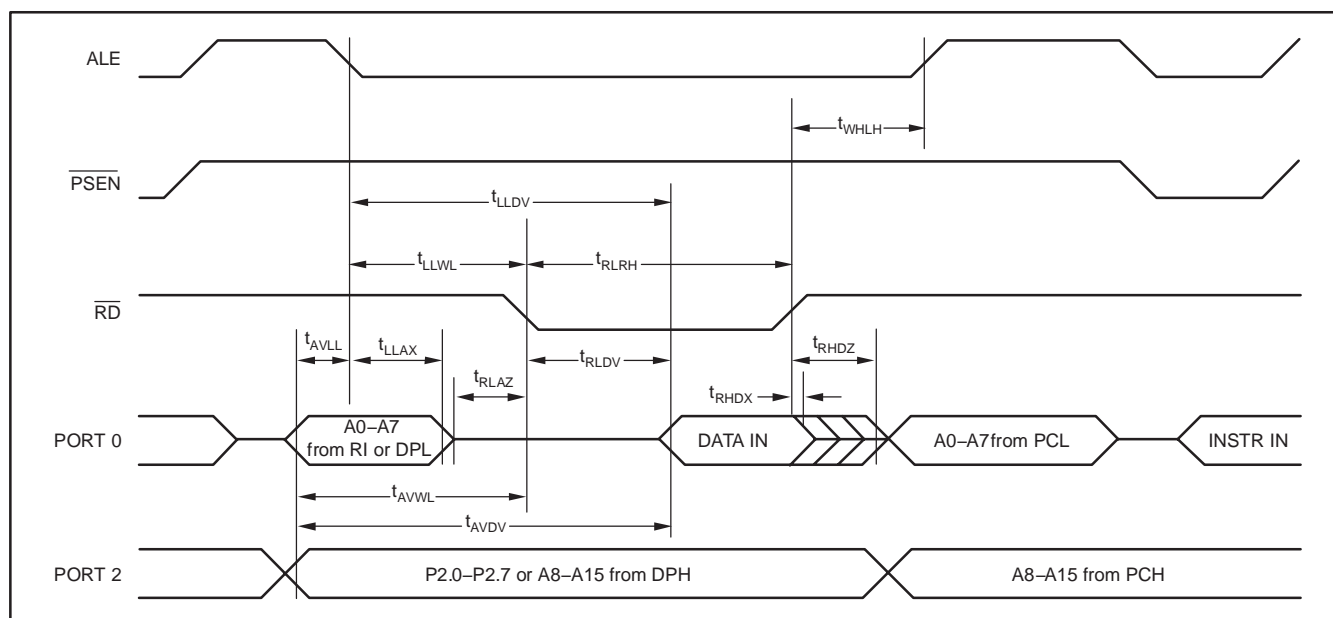 ALE
tWHLH
PSEN
tLLDV
tLLWL
tRLRH
RD
tAVLL
tLLAX
tRLDV
tRHDZ
tRLAZ
tRHDX
PORT 0
A0–A7
from RI or DPL
DATA IN
A0–A7from PCL
INSTR IN
tAVWL
tAVDV
PORT 2
P2.0–P2.7 or A8–A15 from DPH
A8–A15 from PCH